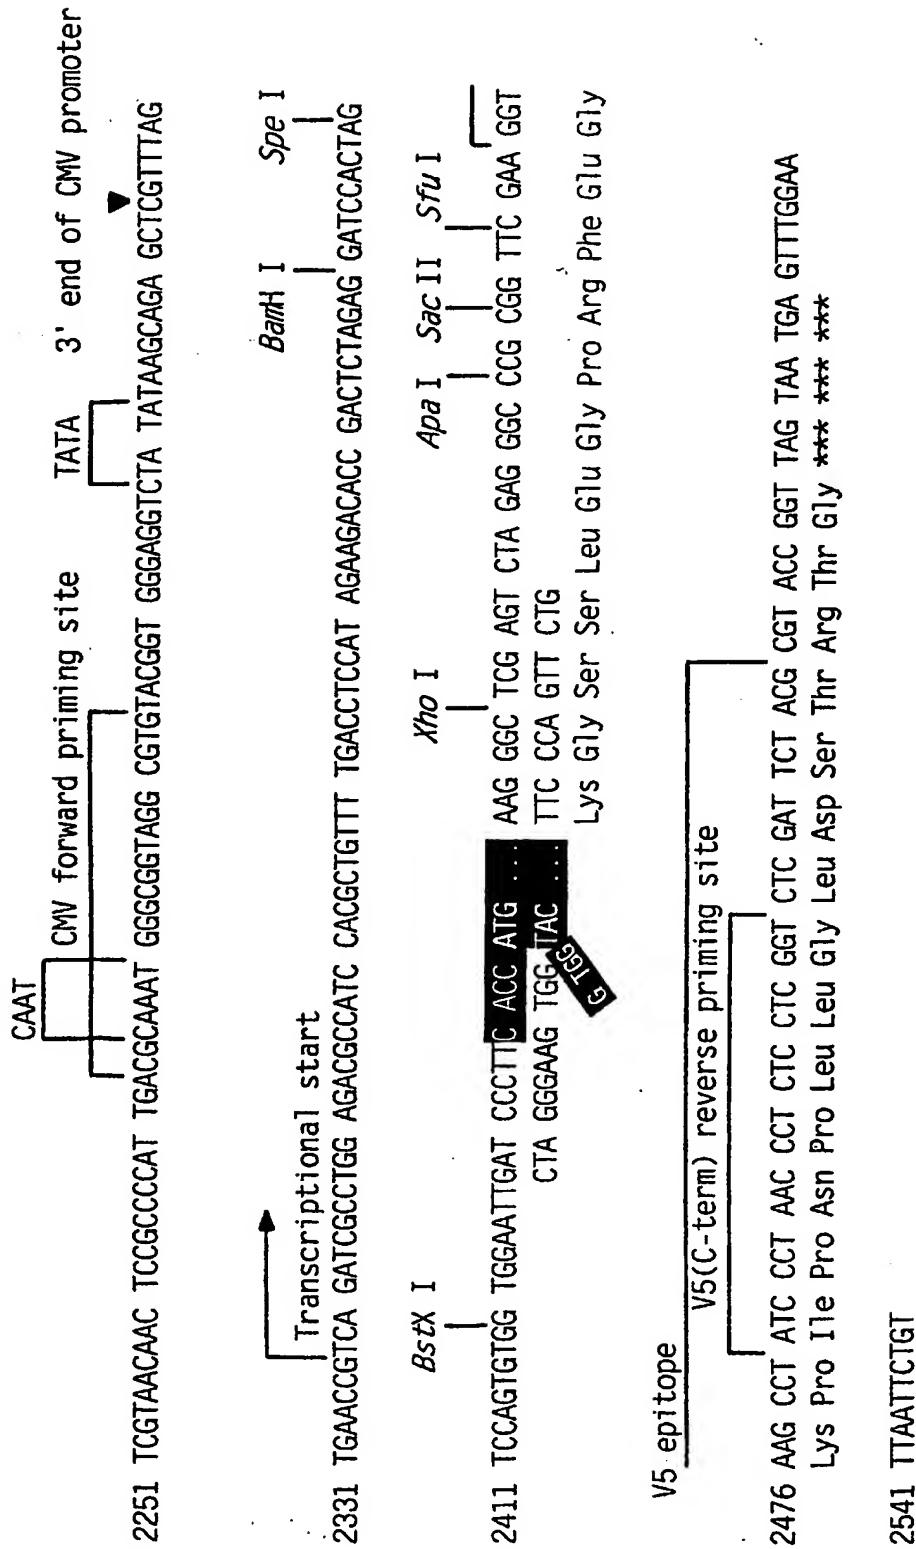 CAAT
CMV forward priming site
TATA
3' end of CMV promoter
2251 TCGTAACAAC TCCGCCCCAT TGACGCAAAT GGGCGGTAGG CGTGTACGGT GGGAGGTCTA TATAAGCAGA GCTCGTTTAG
Transcriptional start
BamH I
Spe I
2331 TGAACCGTCA GATCGCCTGG AGACGCCATC CACGCTGTTT TGACCTCCAT AGAAGACACC GACTCTAGAG GATCCACTAG
BstX I
Xho I
Apa I
Sac II
Sfu I
2411 TCCAGTGTGG TGGAATTGAT CCCTTC ACC ATG .... AAG GGC TCG AGT CTA GAG GGC CCG CGG TTC GAA GGT
CTA GGGAAG TGG TAC ... TTC CCA GTT CTG
G TGG
Lys Gly Ser Ser Leu Glu Gly Pro Arg Phe Glu Gly
V5 epitope
V5(C-term) reverse priming site
2476 AAG CCT ATC CCT AAC CCT CTC CTC GGT CTC GAT TCT ACG CGT ACC GGT TAG TAA TGA GTTTGGAA
Lys Pro Ile Pro Asn Pro Leu Leu Gly Leu Asp Ser Thr Arg Thr Gly *** *** ***
2541 TTAATTCTGT